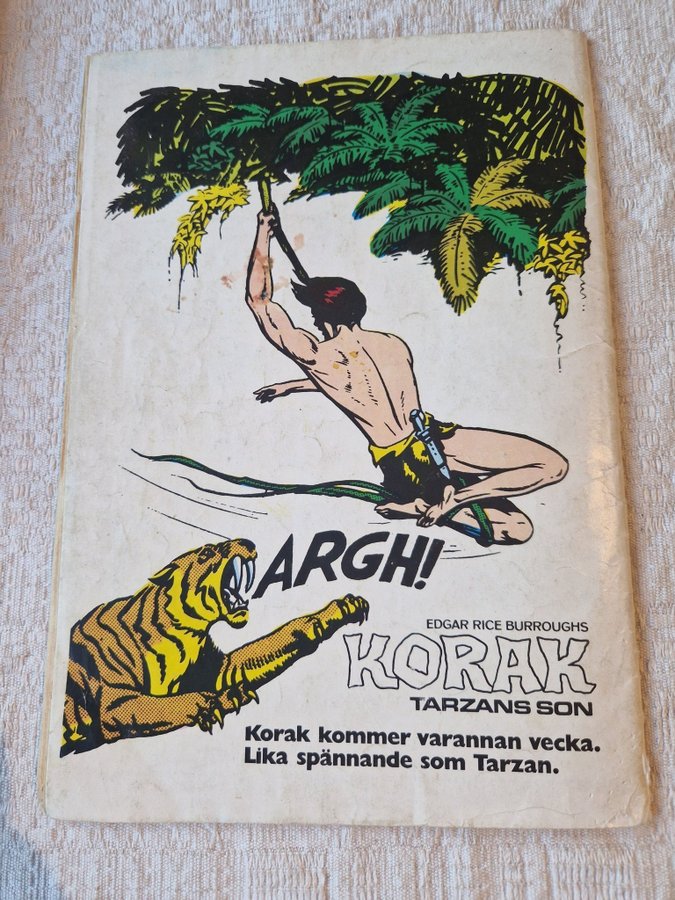 ARGH!
EDGAR RICE BURROUGHS
KORAK
TARZANS SON
Korak kommer varannan vecka.
Lika spännande som Tarzan.